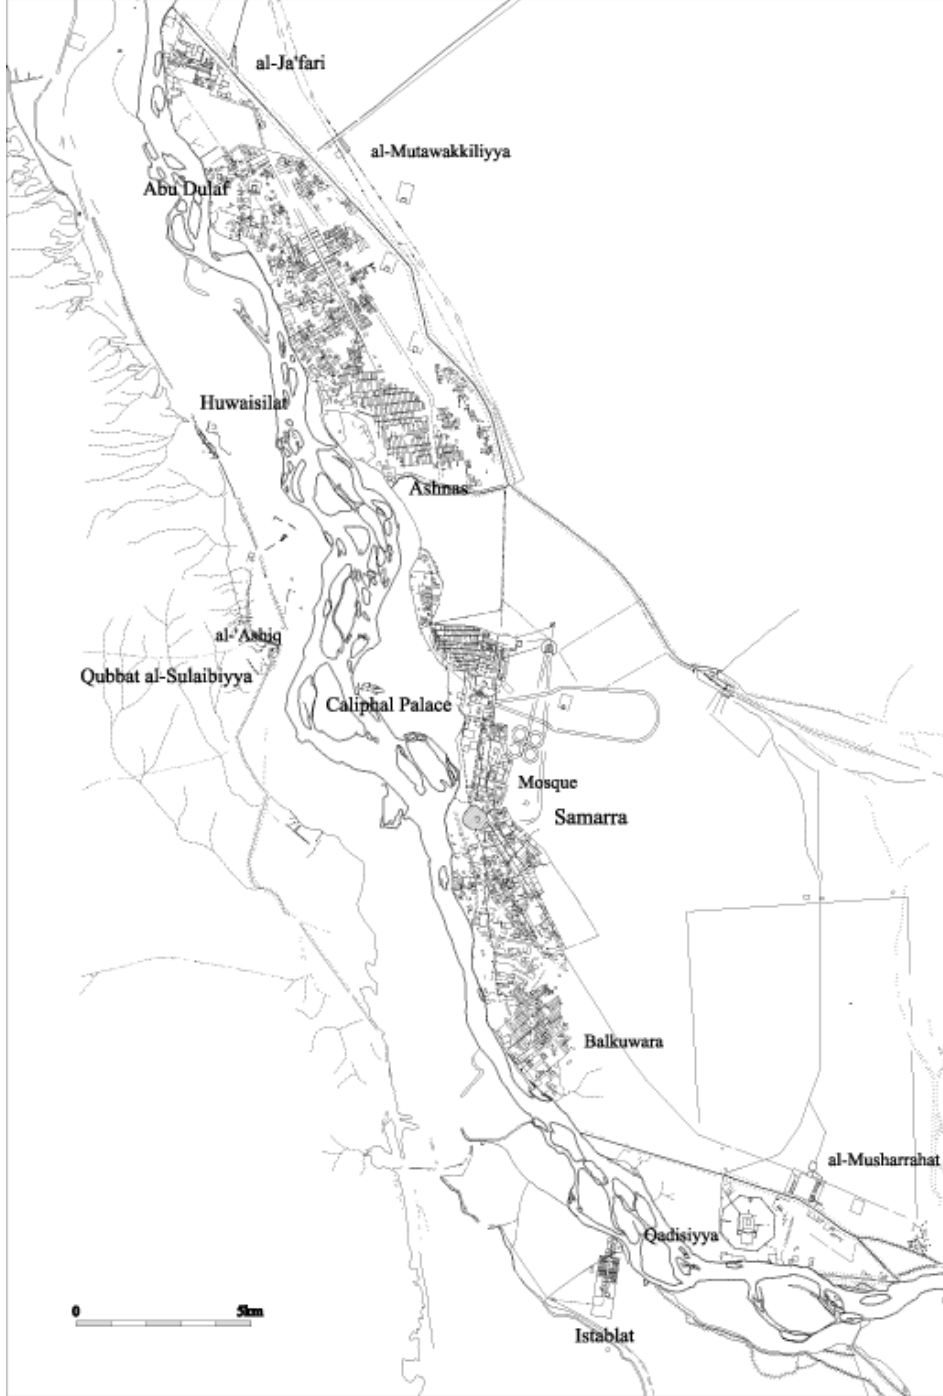 al-Ja'fari
al-Mutawakkiliyya
Abu Dulaf
Huwaisilat
Ashnas
al-'Ashiq
Qubbat al-Sulaibiyya
Caliphal Palace
Mosque
Samarra
Balkuwara
al-Musharrahat
Qadisiyya
0 5km
Istablat